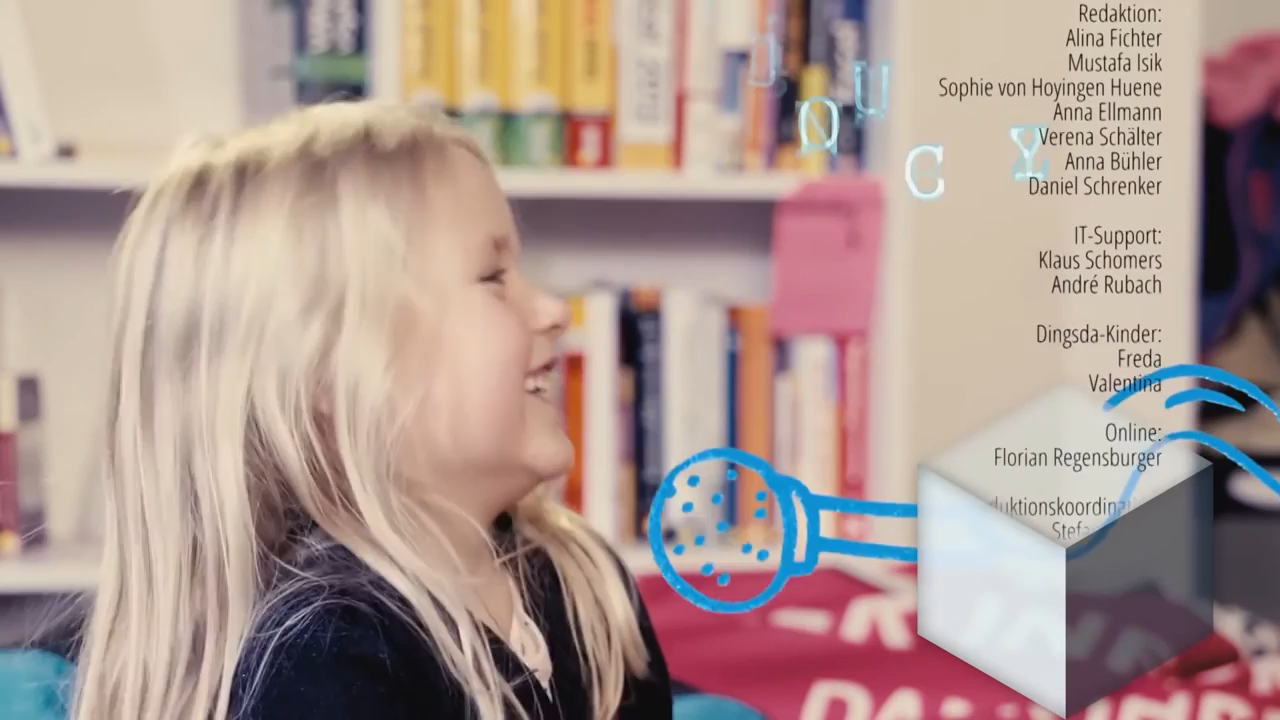 Redaktion:
Alina Fichter
Mustafa Isik
Sophie von Hoyingen Huene
Anna Ellmann
Verena Schälter
Anna Bühler
Daniel Schrenker
IT-Support:
Klaus Schomers
André Rubach
Dingsda-Kinder:
Freda
Valentina
Online:
Florian Regensburger
J
O
U
C
Y